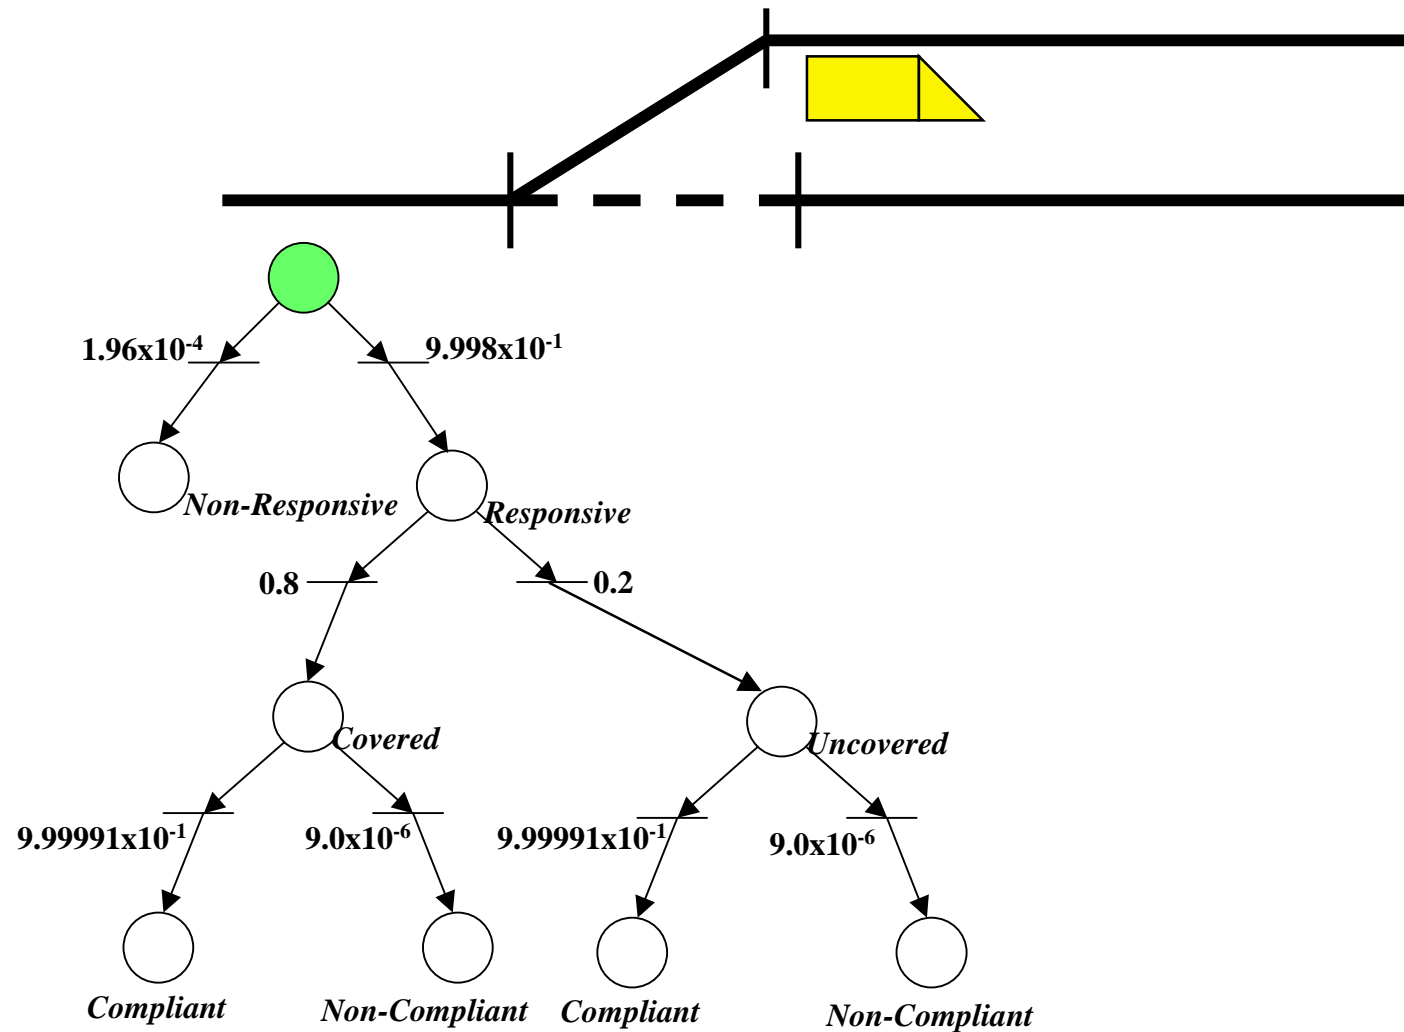 1.96x10⁻⁴
9.998x10⁻¹
Non-Responsive
Responsive
0.8
0.2
Covered
Uncovered
9.99991x10⁻¹
9.0x10⁻⁶
9.99991x10⁻¹
9.0x10⁻⁶
Compliant
Non-Compliant
Compliant
Non-Compliant